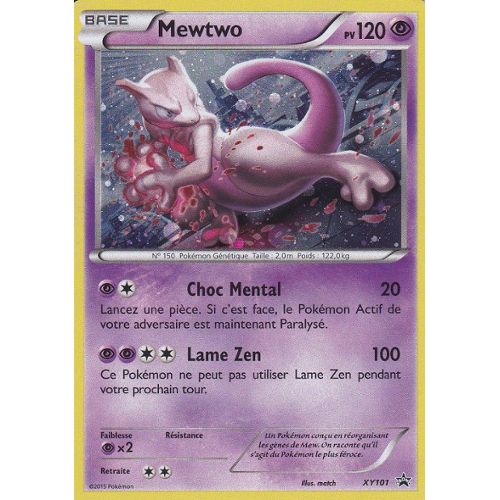 BASE Mewtwo PV120
N° 150 Pokémon Génétique Taille : 2,0m Poids : 122,0kg
Choc Mental 20
Lancez une pièce. Si c'est face, le Pokémon Actif de
votre adversaire est maintenant Paralysé.
Lame Zen 100
Ce Pokémon ne peut pas utiliser Lame Zen pendant
votre prochain tour.
Faiblesse Résistance
×2
Un Pokémon conçu en réorganisant
les gènes de Mew. On raconte qu'il
s'agit du Pokémon le plus féroce.
Retraite
©2015 Pokémon Illus. match XY101